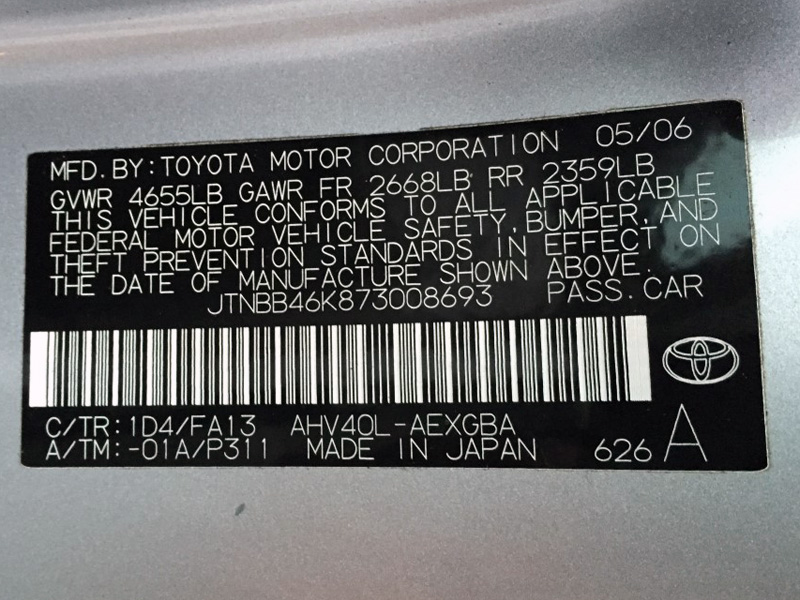 MFD. BY: TOYOTA MOTOR CORPORATION 05/06
GVWR 4655LB GAWR FR 2668LB RR 2359LB
THIS VEHICLE CONFORMS TO ALL APPLICABLE
FEDERAL MOTOR VEHICLE SAFETY, BUMPER, AND
THEFT PREVENTION STANDARDS IN EFFECT ON
THE DATE OF MANUFACTURE SHOWN ABOVE.
JTNBB46K873008693 PASS. CAR
C/TR: 1D4/FA13 AHV40L-AEXGBA
A/TM: -01A/P311 MADE IN JAPAN 626 A